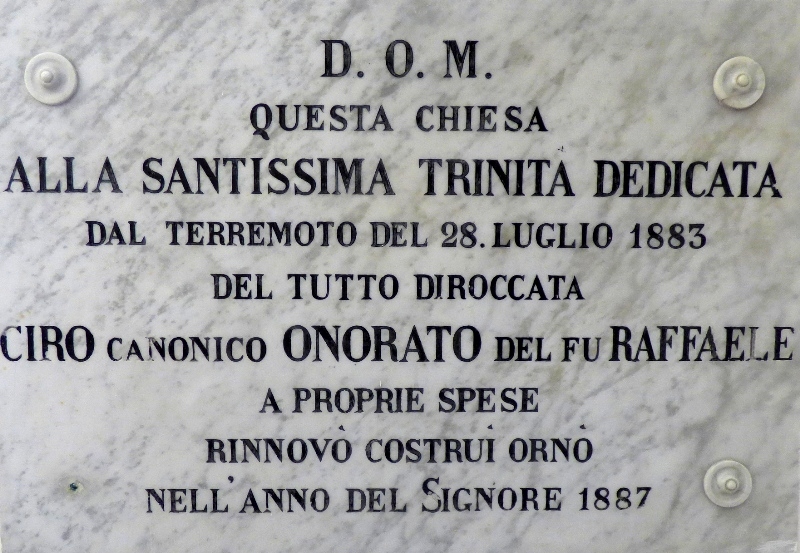 D. O. M.
QUESTA CHIESA
ALLA SANTISSIMA TRINITA DEDICATA
DAL TERREMOTO DEL 28. LUGLIO 1883
DEL TUTTO DIROCCATA
CIRO CANONICO ONORATO DEL FU RAFFAELE
A PROPRIE SPESE
RINNOVÒ COSTRUÌ ORNÒ
NELL'ANNO DEL SIGNORE 1887